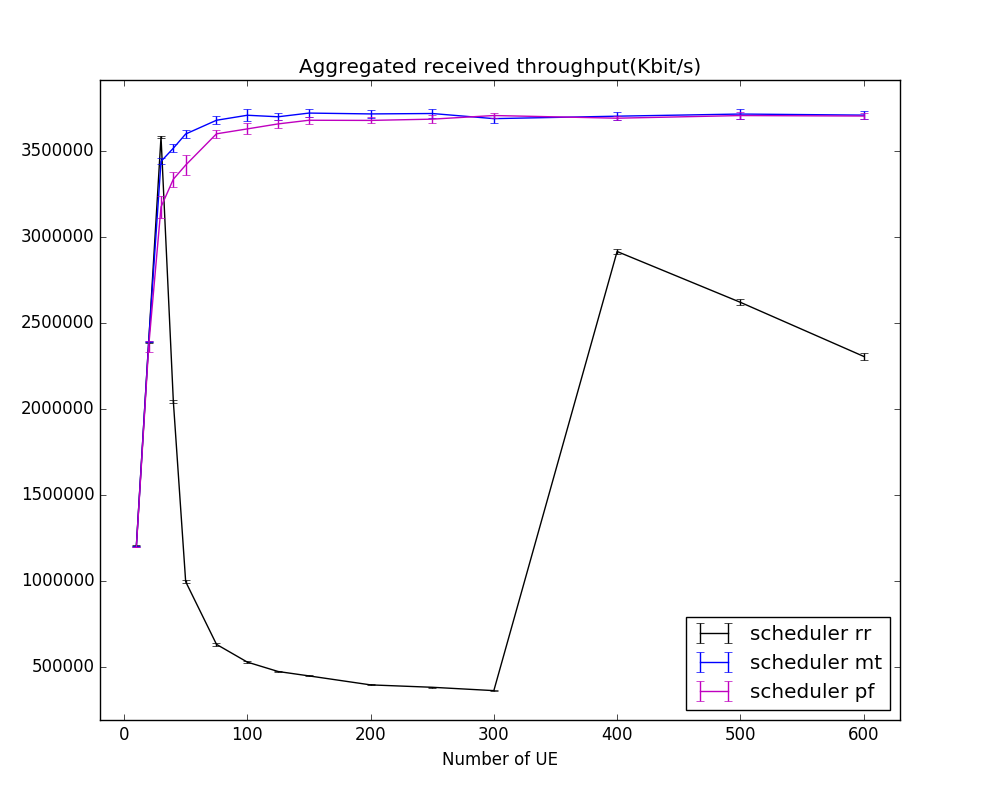 Aggregated received throughput(Kbit/s)
3500000
3000000
2500000
2000000
1500000
1000000
500000
0 100 200 300 400 500 600
Number of UE
scheduler rr
scheduler mt
scheduler pf